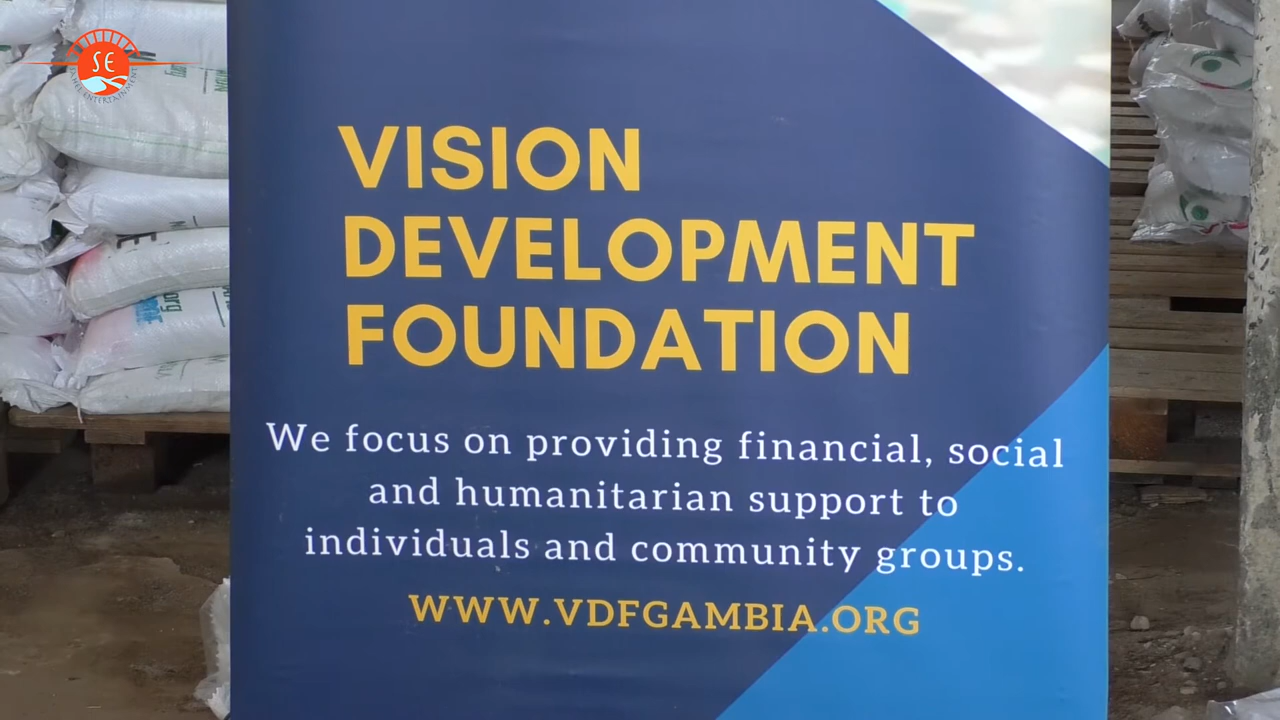 SE
VISION
DEVELOPMENT
FOUNDATION
We focus on providing financial, social
and humanitarian support to
individuals and community groups.
WWW.VDFGAMBIA.ORG